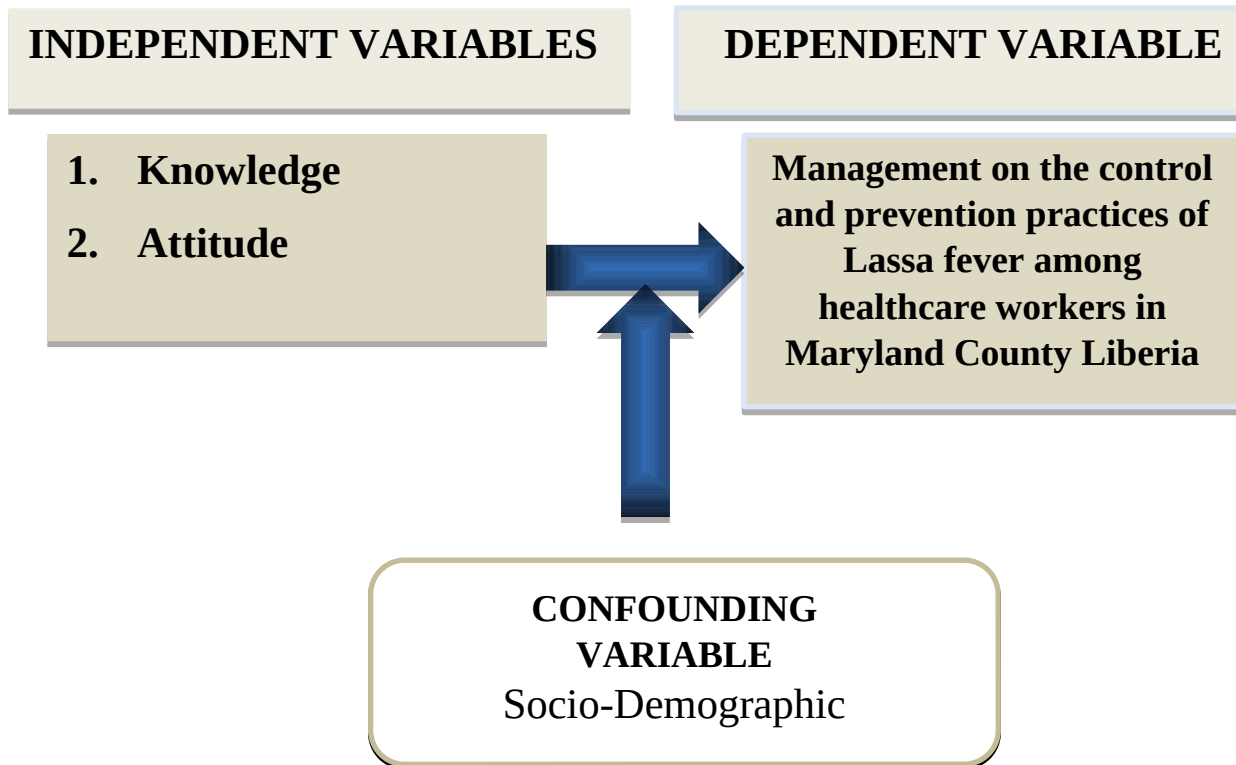 INDEPENDENT VARIABLES
DEPENDENT VARIABLE
1. Knowledge
2. Attitude
Management on the control
and prevention practices of
Lassa fever among
healthcare workers in
Maryland County Liberia
CONFOUNDING
VARIABLE
Socio-Demographic